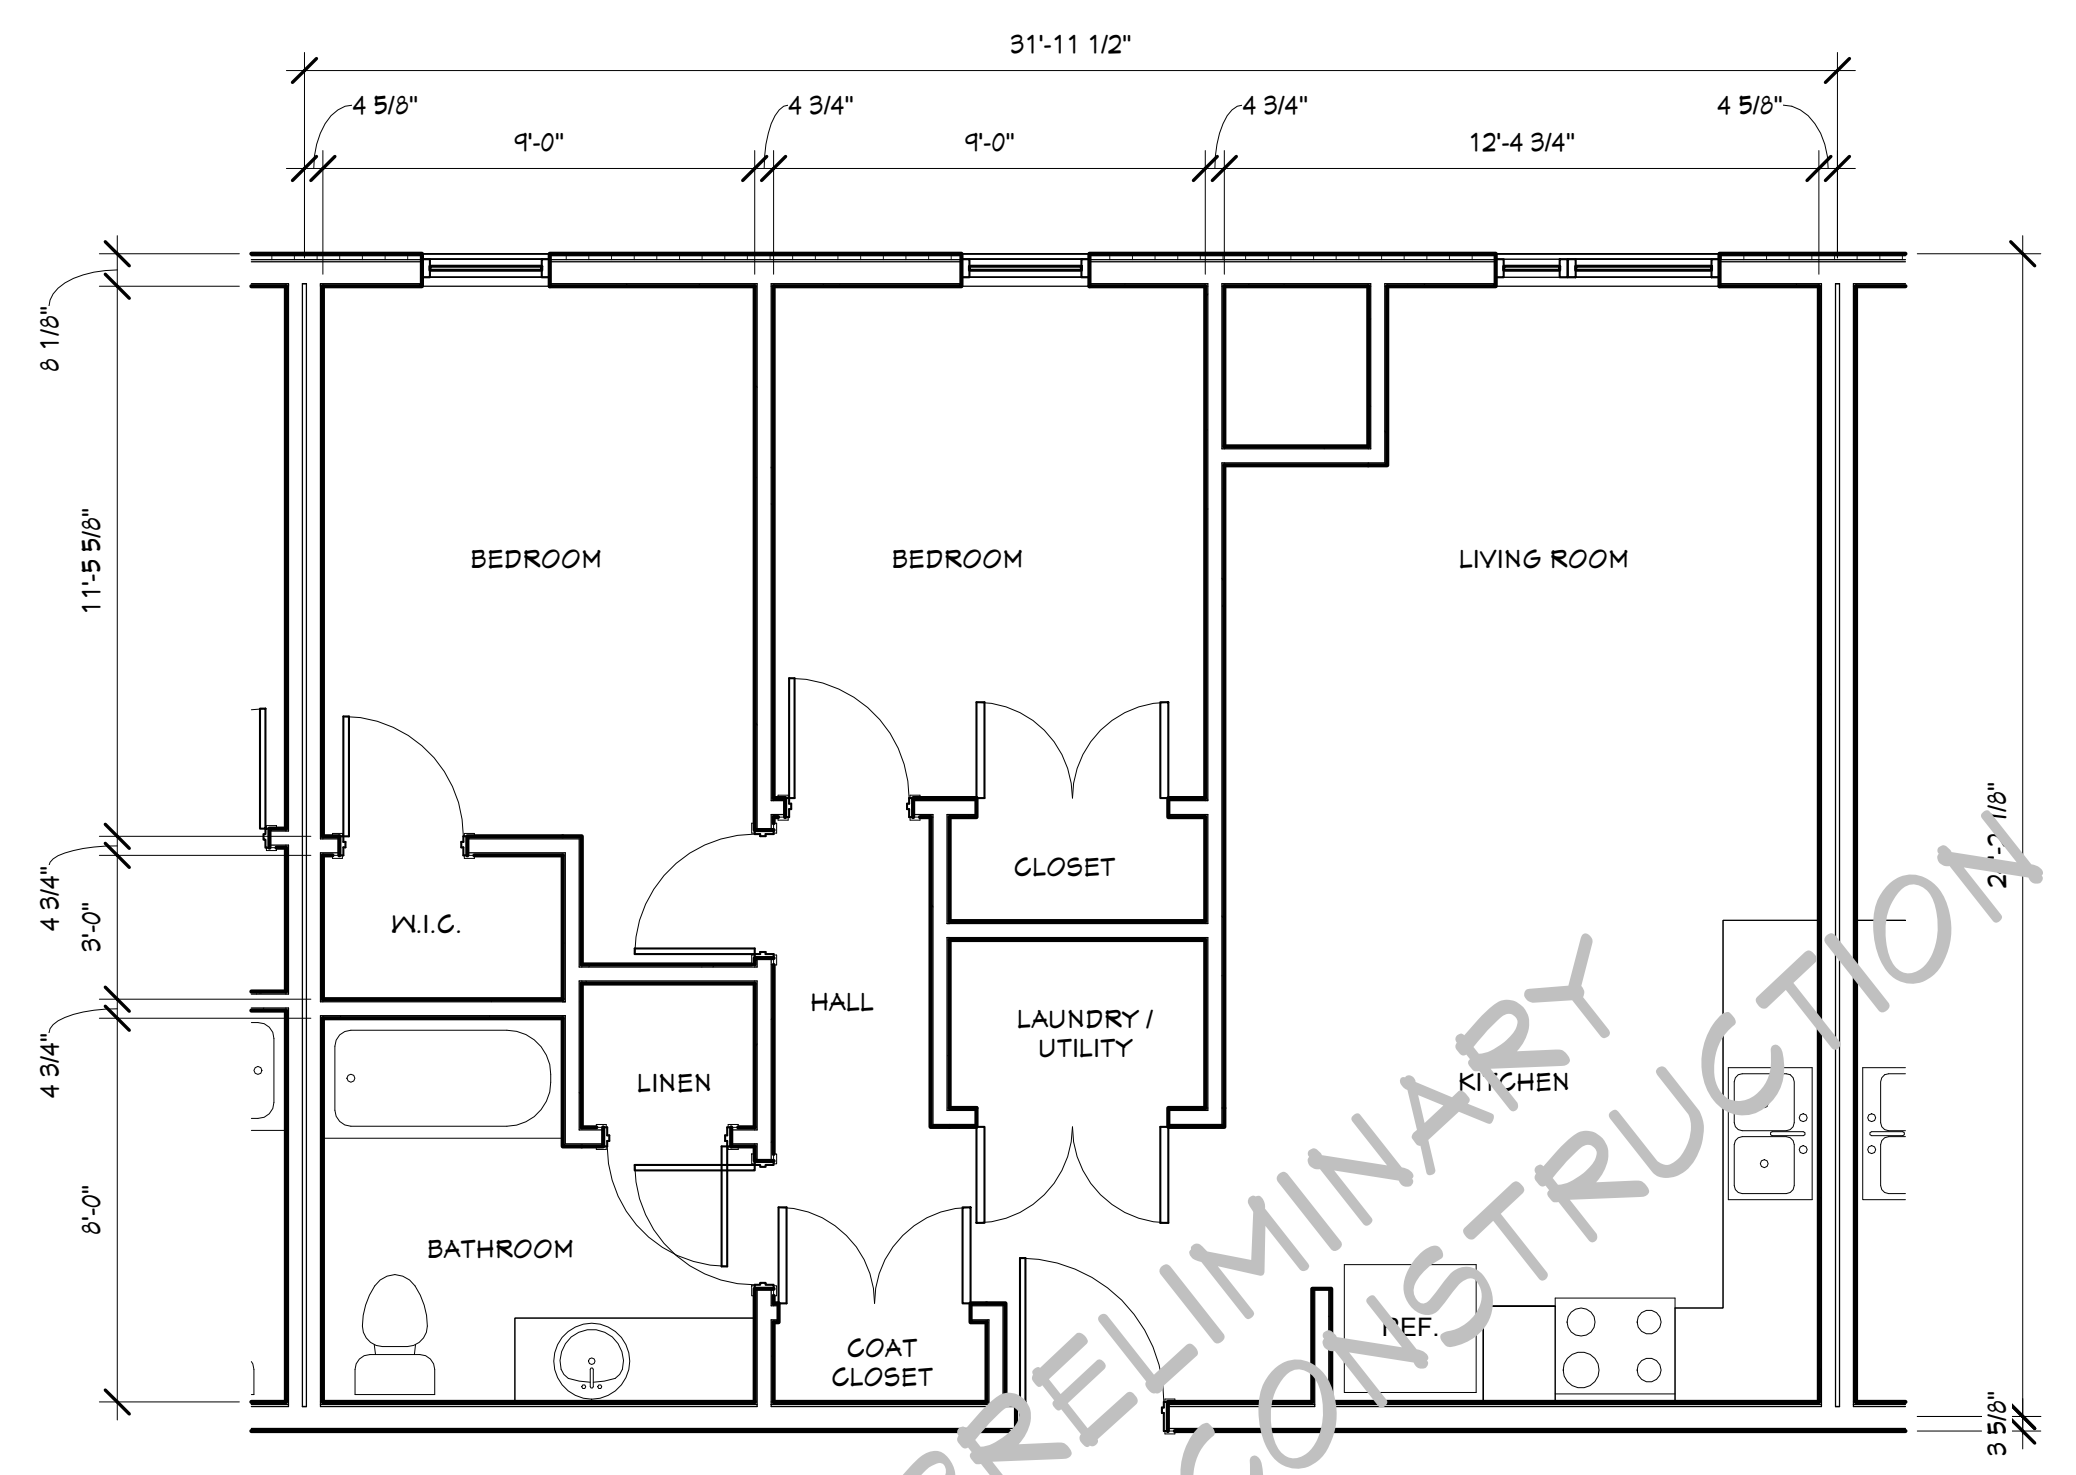 31'-11 1/2"
4 5/8"
4 3/4"
4 3/4"
4 5/8"
9'-0"
9'-0"
12'-4 3/4"
8 1/8"
11'-5 5/8"
BEDROOM
BEDROOM
LIVING ROOM
4 3/4"
3'-0"
W.I.C.
CLOSET
HALL
LAUNDRY /
UTILITY
4 3/4"
LINEN
KITCHEN
8'-0"
BATHROOM
REF.
COAT
CLOSET
3 5/8"
PRELIMINARY
CONSTRUCTION